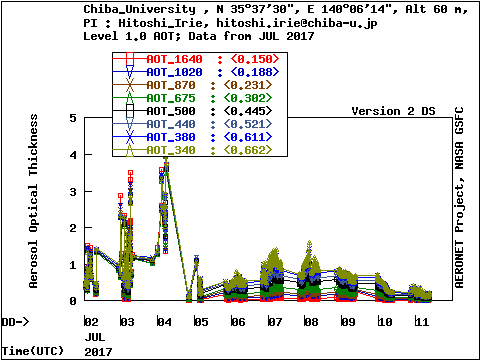 Chiba_University , N 35°37'30", E 140°06'14", Alt 60 m,
PI : Hitoshi_Irie, hitoshi.irie@chiba-u.jp
Level 1.0 AOT; Data from JUL 2017
AOT_1640 : <0.150>
AOT_1020 : <0.188>
AOT_870 : <0.231>
AOT_675 : <0.302>
AOT_500 : <0.445>
AOT_440 : <0.521>
AOT_380 : <0.611>
AOT_340 : <0.662>
Version 2 DS
Aerosol Optical Thickness
5
4
3
2
1
0
AERONET Project, NASA GSFC
DD-> 02 03 04 05 06 07 08 09 10 11
JUL
Time(UTC) 2017